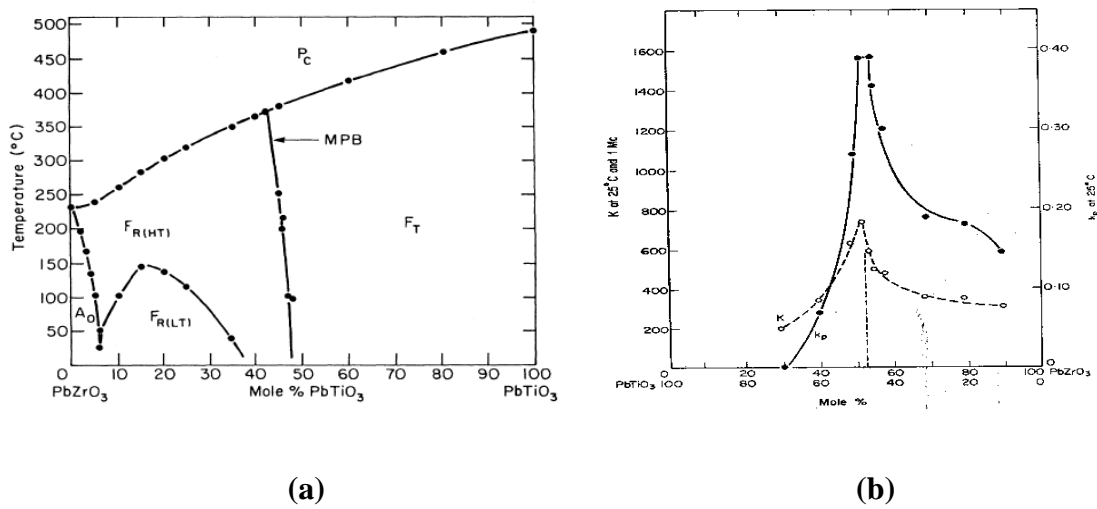 500
450
400
350
300
250
200
150
100
50
0
Temperature (°C)
P_C
MPB
F_R(HT)
F_T
A_O
F_R(LT)
0 10 20 30 40 50 60 70 80 90 100
PbZrO₃ Mole % PbTiO₃ PbTiO₃
(a)
1600
1400
1200
1000
800
600
400
200
0
K at 25°C and 1 Mc
0·40
0·30
0·20
0·10
0
k_p at 25°C
K
k_p
20 40 60 80 100
PbTiO₃ 100 80 60 40 20 0 PbZrO₃
Mole %
(b)